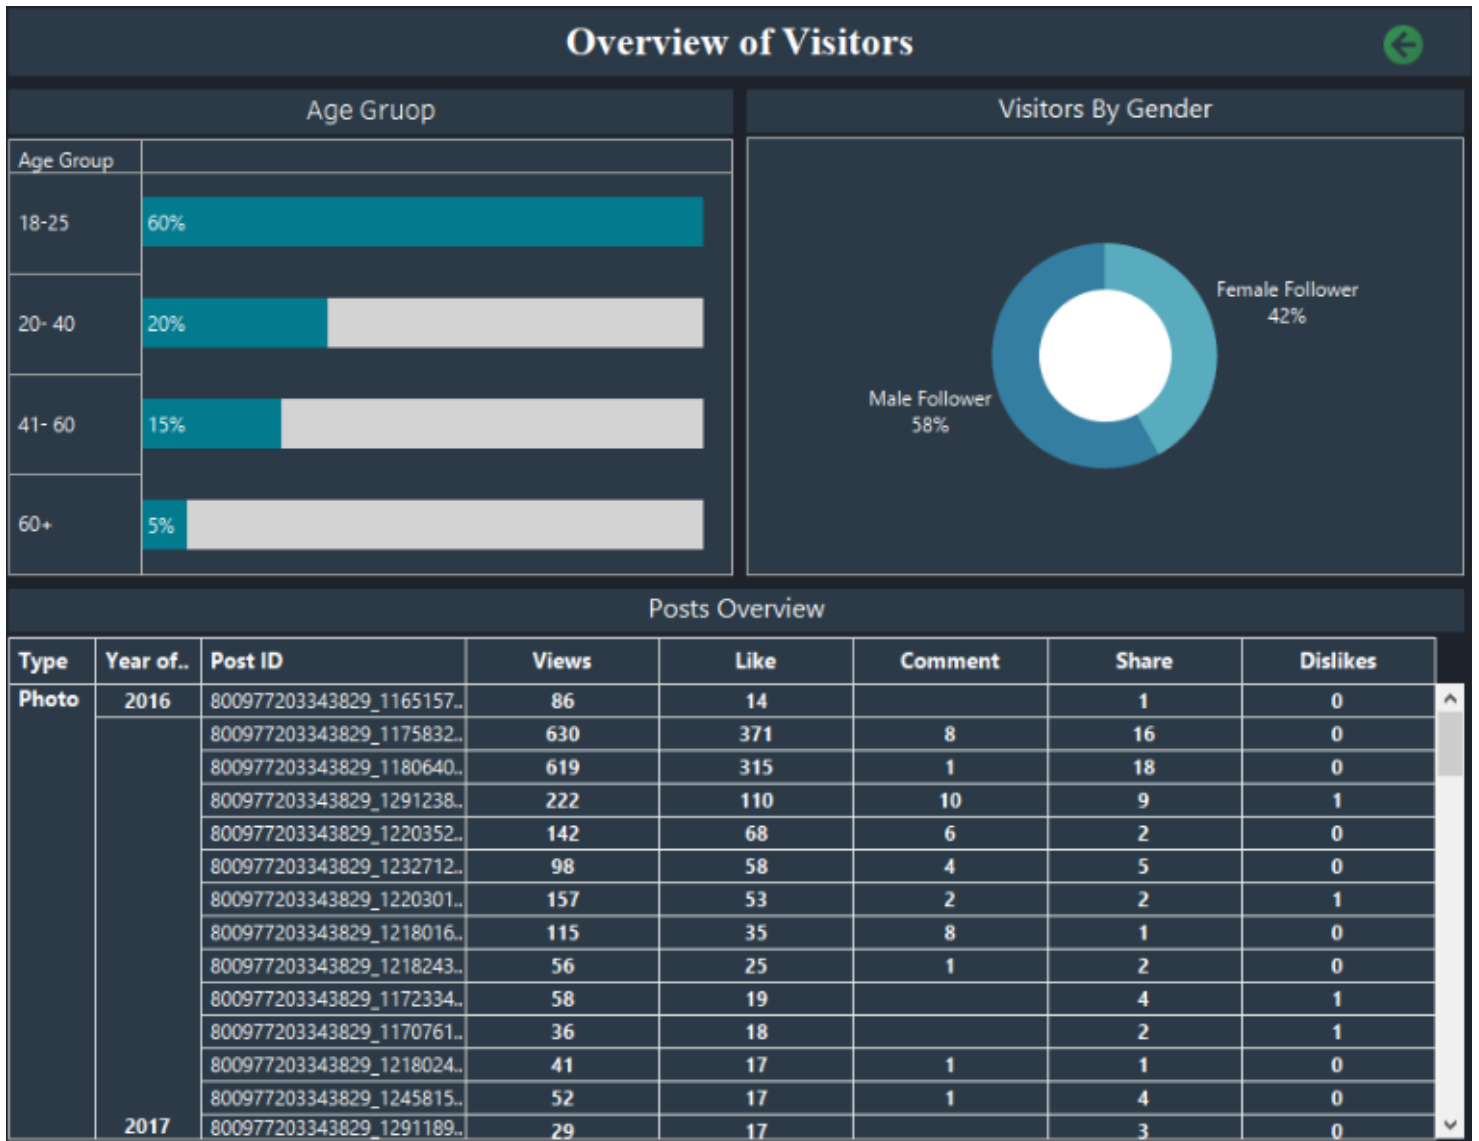 Overview of Visitors
Age Gruop
Visitors By Gender
Age Group
18-25 60%
20- 40 20%
41- 60 15%
60+ 5%
Female Follower
42%
Male Follower
58%
Posts Overview
Type Year of.. Post ID Views Like Comment Share Dislikes
Photo 2016 800977203343829_1165157.. 86 14 1 0
800977203343829_1175832.. 630 371 8 16 0
800977203343829_1180640.. 619 315 1 18 0
800977203343829_1291238.. 222 110 10 9 1
800977203343829_1220352.. 142 68 6 2 0
800977203343829_1232712.. 98 58 4 5 0
800977203343829_1220301.. 157 53 2 2 1
800977203343829_1218016.. 115 35 8 1 0
800977203343829_1218243.. 56 25 1 2 0
800977203343829_1172334.. 58 19 4 1
800977203343829_1170761.. 36 18 2 1
800977203343829_1218024.. 41 17 1 1 0
800977203343829_1245815.. 52 17 1 4 0
2017 800977203343829_1291189.. 29 17 3 0